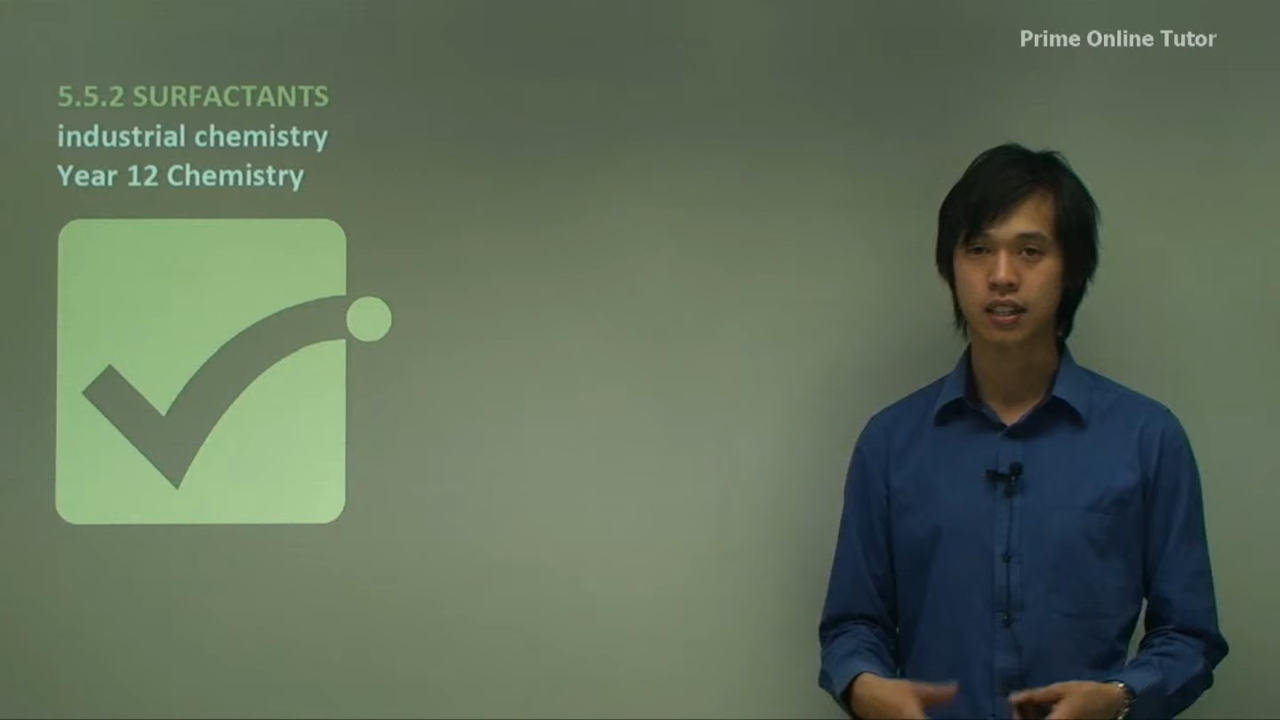 Prime Online Tutor
5.5.2 SURFACTANTS
industrial chemistry
Year 12 Chemistry